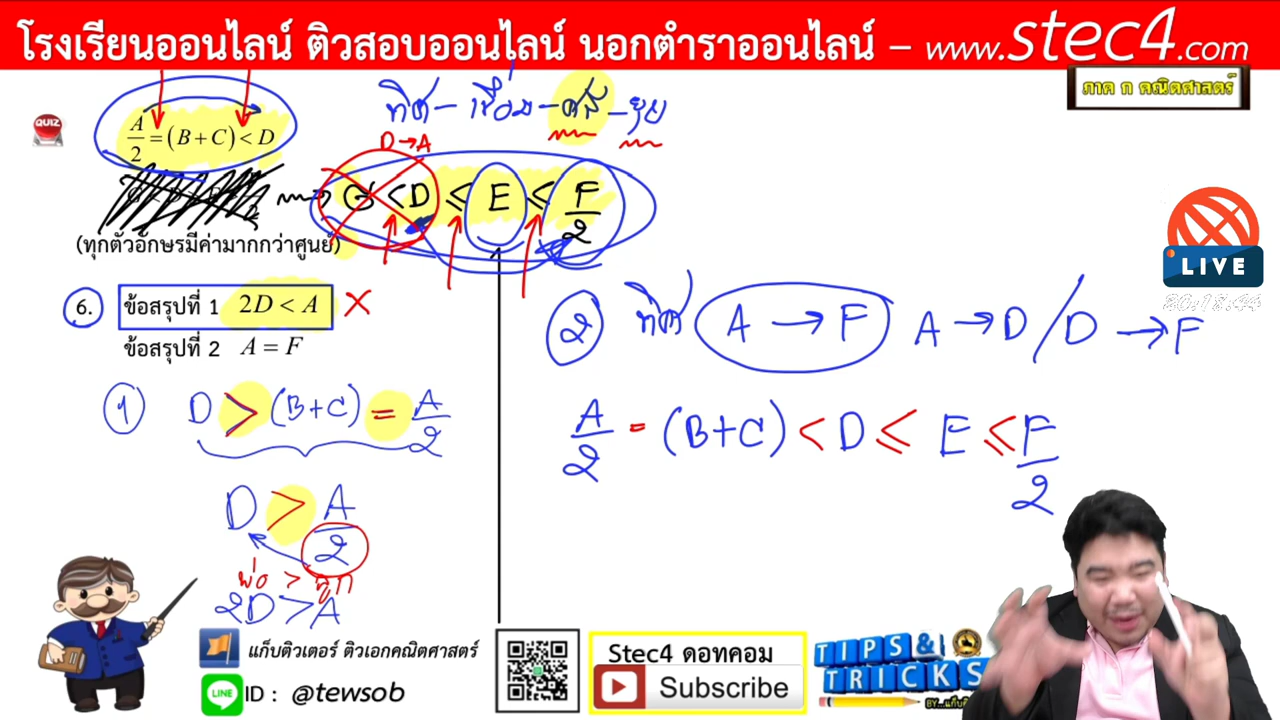 โรงเรียนออนไลน์ ติวสอบออนไลน์ นอกตำราออนไลน์ – www.stec4.com
ภาค ก คณิตศาสตร์
QUIZ
A/2 = (B+C) < D
ทิศ – เชื่อม –
D → A
< D ≤ E ≤ F/2
(ทุกตัวอักษรมีค่ามากกว่าศูนย์)
LIVE
6. ข้อสรุปที่ 1 2D < A X
ข้อสรุปที่ 2 A = F
2 ทิศ A → F A → D / D → F
1 D > (B+C) = A/2
A/2 = (B+C) < D ≤ E ≤ F/2
D > A/2
พ่อ > ลูก
2D > A
แก็บติวเตอร์ ติวเอกคณิตศาสตร์
LINE ID : @tewsob
Stec4 ดอทคอม
Subscribe
TIPS &
TRICKS